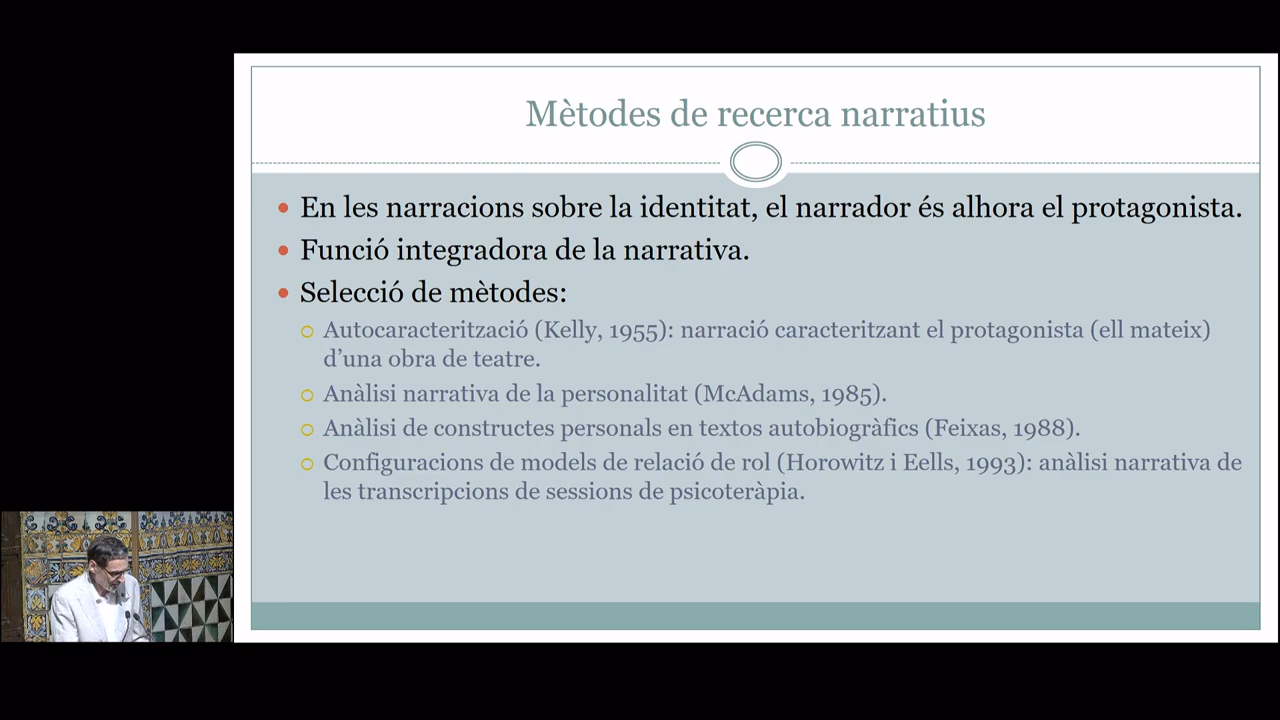 Mètodes de recerca narratius
En les narracions sobre la identitat, el narrador és alhora el protagonista.
Funció integradora de la narrativa.
Selecció de mètodes:
Autocaracterització (Kelly, 1955): narració caracteritzant el protagonista (ell mateix)
d’una obra de teatre.
Anàlisi narrativa de la personalitat (McAdams, 1985).
Anàlisi de constructes personals en textos autobiogràfics (Feixas, 1988).
Configuracions de models de relació de rol (Horowitz i Eells, 1993): anàlisi narrativa de
les transcripcions de sessions de psicoteràpia.